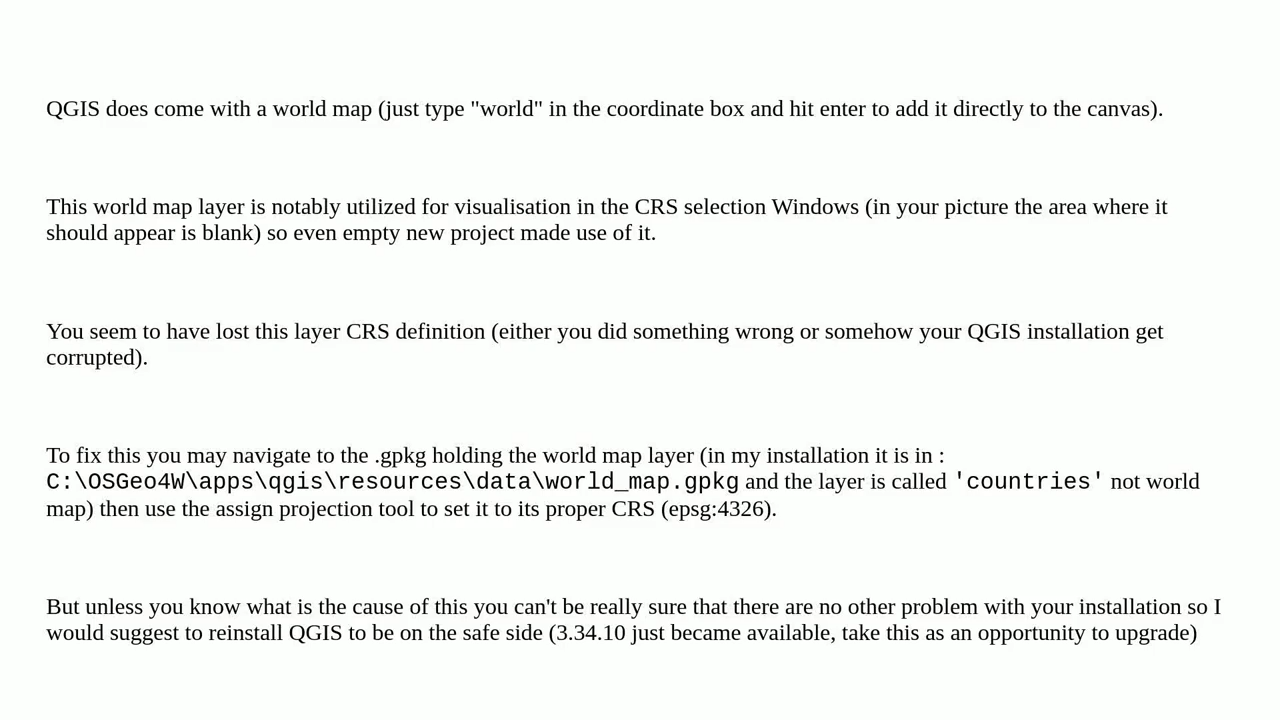 QGIS does come with a world map (just type "world" in the coordinate box and hit enter to add it directly to the canvas).
This world map layer is notably utilized for visualisation in the CRS selection Windows (in your picture the area where it
should appear is blank) so even empty new project made use of it.
You seem to have lost this layer CRS definition (either you did something wrong or somehow your QGIS installation get
corrupted).
To fix this you may navigate to the .gpkg holding the world map layer (in my installation it is in :
C:\OSGeo4W\apps\qgis\resources\data\world_map.gpkg and the layer is called 'countries' not world
map) then use the assign projection tool to set it to its proper CRS (epsg:4326).
But unless you know what is the cause of this you can't be really sure that there are no other problem with your installation so I
would suggest to reinstall QGIS to be on the safe side (3.34.10 just became available, take this as an opportunity to upgrade)